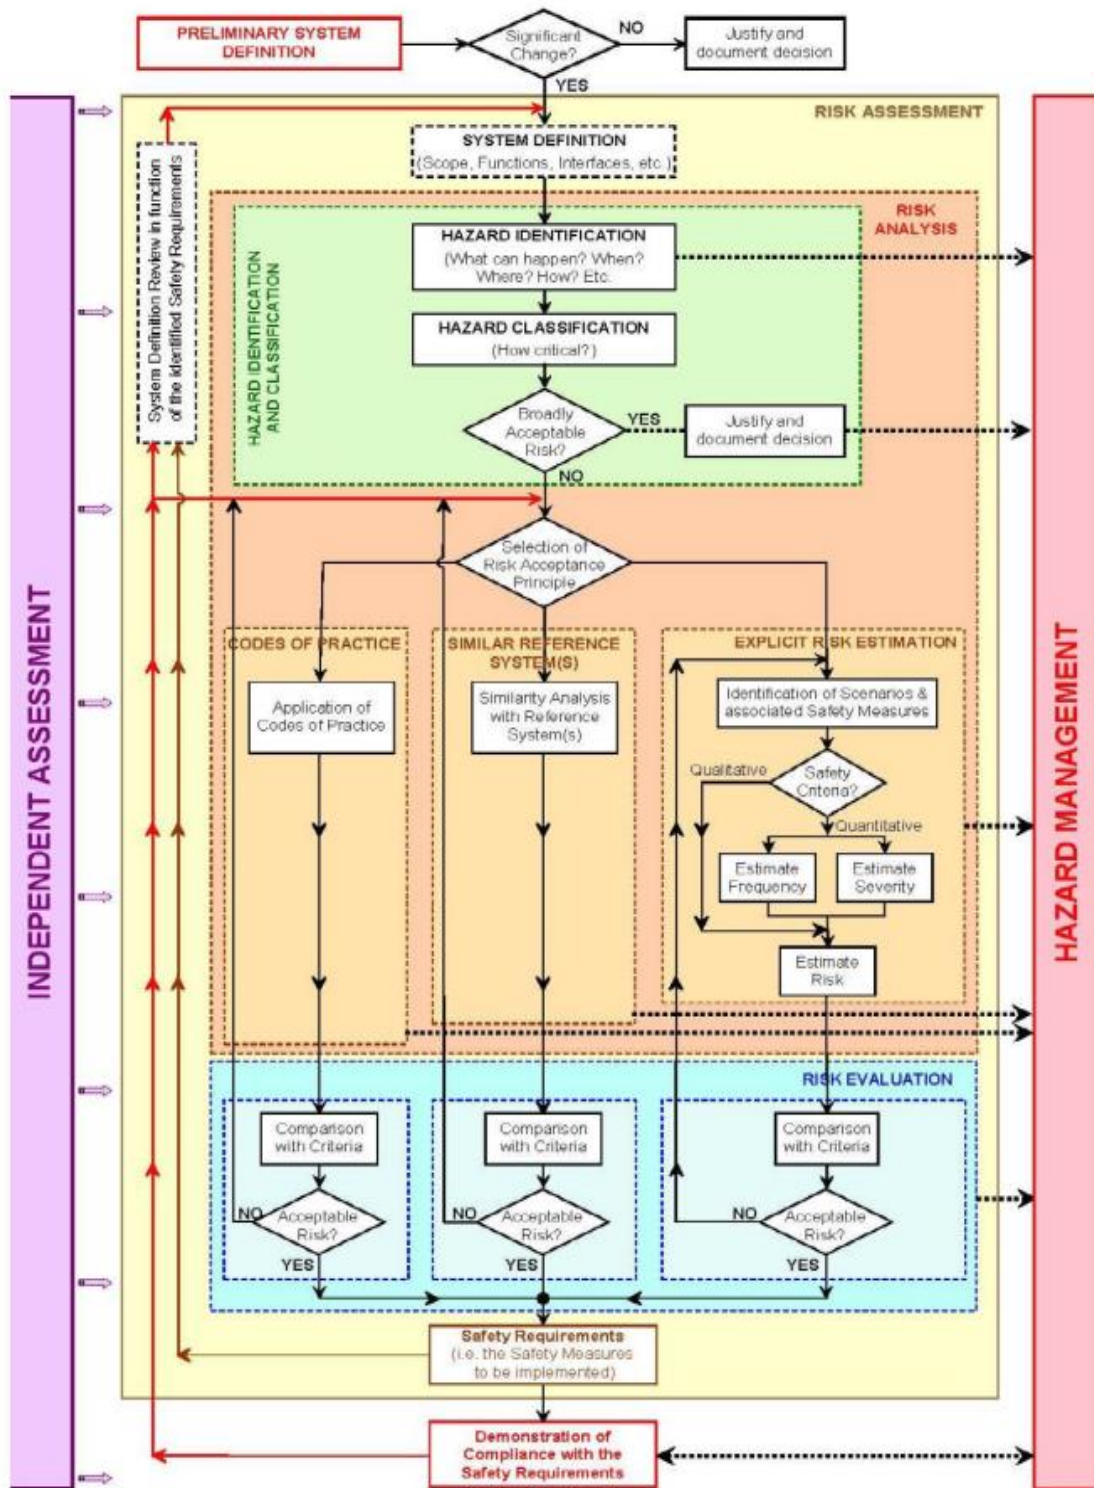 PRELIMINARY SYSTEM
DEFINITION
Significant
Change?
NO
Justify and
document decision
YES
RISK ASSESSMENT
SYSTEM DEFINITION
(Scope, Functions, Interfaces, etc.)
System Definition Review in function
of the identified Safety Requirements
RISK
ANALYSIS
HAZARD IDENTIFICATION
AND CLASSIFICATION
HAZARD IDENTIFICATION
(What can happen? When?
Where? How? Etc.
HAZARD CLASSIFICATION
(How critical?)
Broadly
Acceptable
Risk?
YES
Justify and
document decision
NO
Selection of
Risk Acceptance
Principle
CODES OF PRACTICE
SIMILAR REFERENCE
SYSTEM(S)
EXPLICIT RISK ESTIMATION
Application of
Codes of Practice
Similarity Analysis
with Reference
System(s)
Identification of Scenarios &
associated Safety Measures
Qualitative
Safety
Criteria?
Quantitative
Estimate
Frequency
Estimate
Severity
Estimate
Risk
INDEPENDENT ASSESSMENT
HAZARD MANAGEMENT
RISK EVALUATION
Comparison
with Criteria
Comparison
with Criteria
Comparison
with Criteria
NO
Acceptable
Risk?
NO
Acceptable
Risk?
NO
Acceptable
Risk?
YES
YES
YES
Safety Requirements
(i.e. the Safety Measures
to be implemented)
Demonstration of
Compliance with the
Safety Requirements